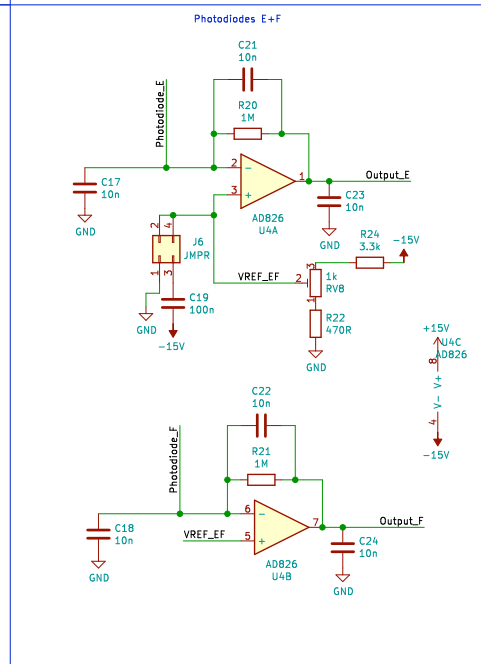 Photodiodes E+F
C21
10n
R20
1M
Photodiode_E
2
1
3
Output_E
C17
10n
GND
AD826
U4A
C23
10n
GND
2
4
J6
JMPR
1
3
R24
3.3k
-15V
VREF_EF
2
3
1k
RV8
1
C19
100n
GND
-15V
R22
470R
GND
+15V
U4C
AD826
8
V+
V-
4
-15V
C22
10n
R21
1M
Photodiode_F
6
7
5
Output_F
VREF_EF
C18
10n
GND
AD826
U4B
C24
10n
GND